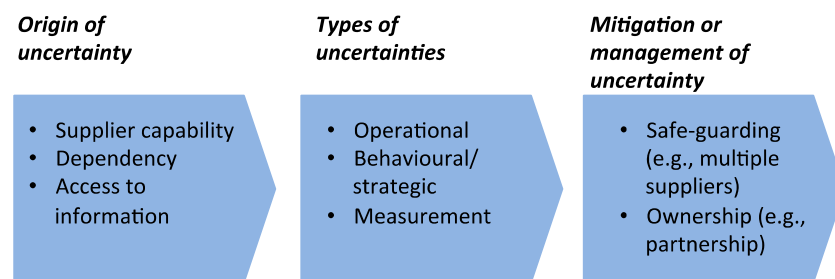 Origin of
uncertainty
• Supplier capability
• Dependency
• Access to
information
Types of
uncertainties
• Operational
• Behavioural/
strategic
• Measurement
Mitigation or
management of
uncertainty
• Safe-guarding
(e.g., multiple
suppliers)
• Ownership (e.g.,
partnership)